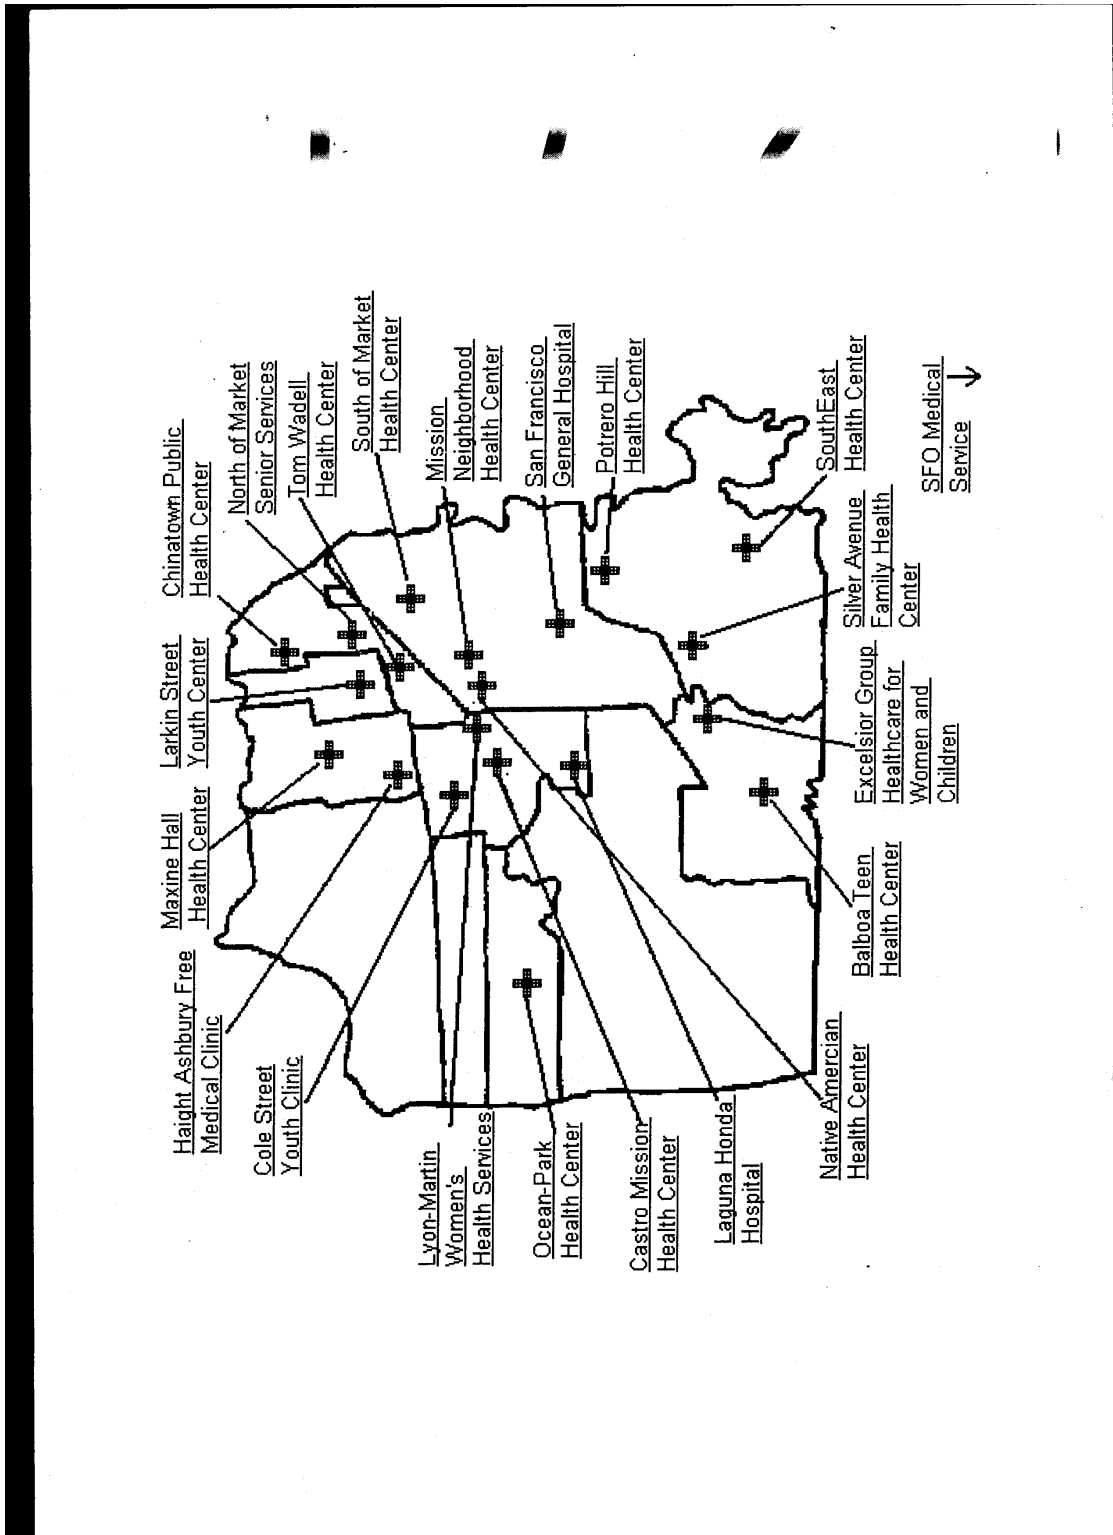 Haight Ashbury Free
Medical Clinic
Maxine Hall
Health Center
Larkin Street
Youth Center
Chinatown Public
Health Center
North of Market
Senior Services
Tom Wadell
Health Center
South of Market
Health Center
Mission
Neighborhood
Health Center
San Francisco
General Hospital
Potrero Hill
Health Center
Cole Street
Youth Clinic
Lyon-Martin
Women's
Health Services
Ocean-Park
Health Center
Castro Mission
Health Center
Laguna Honda
Hospital
Native Amercian
Health Center
Balboa Teen
Health Center
Excelsior Group
Healthcare for
Women and
Children
Silver Avenue
Family Health
Center
SouthEast
Health Center
SFO Medical
Service